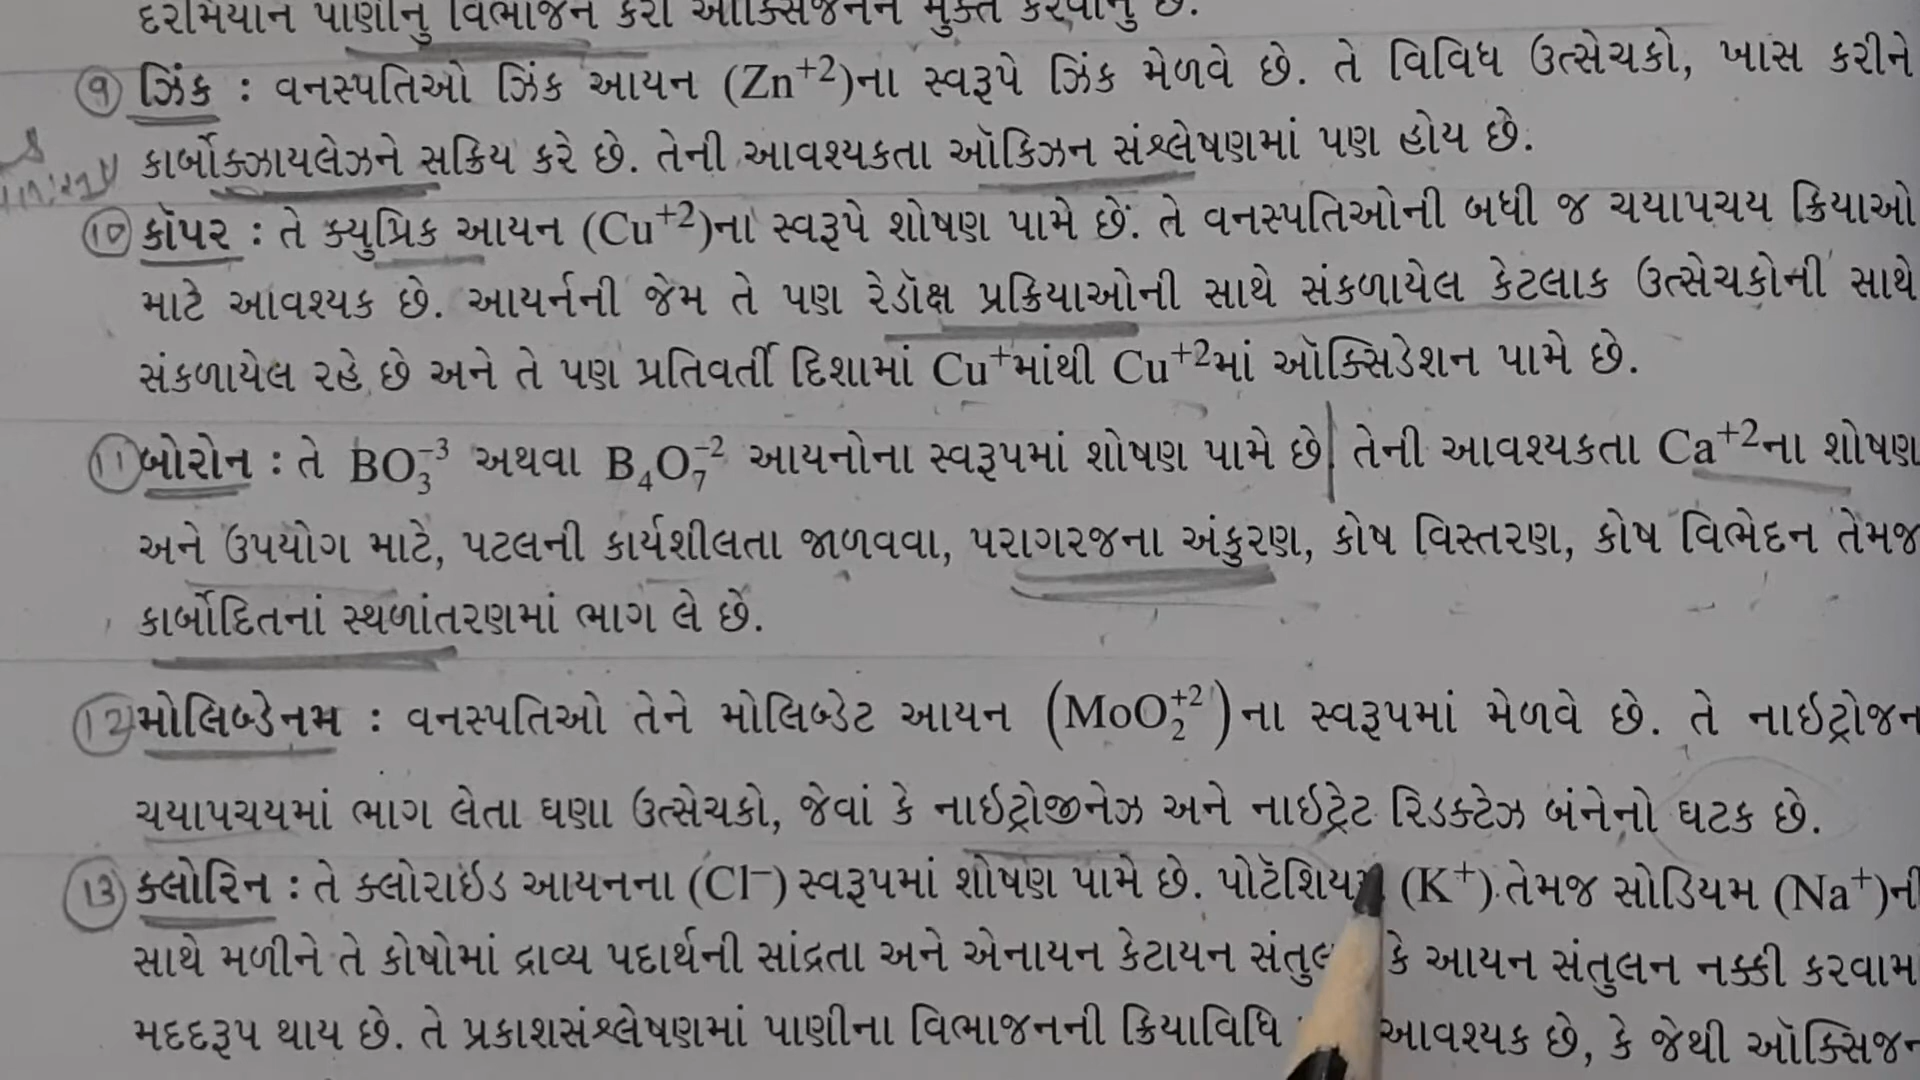 દરમિયાન પાણીનું વિભાજન કરી ઑક્સિજનને મુક્ત કરવાનું છે.
૯ ઝિંક : વનસ્પતિઓ ઝિંક આયન (Zn⁺²)ના સ્વરૂપે ઝિંક મેળવે છે. તે વિવિધ ઉત્સેચકો, ખાસ કરીને
કાર્બોક્ઝાયલેઝને સક્રિય કરે છે. તેની આવશ્યકતા ઑકિઝન સંશ્લેષણમાં પણ હોય છે.
10 કૉપર : તે ક્યુપ્રિક આયન (Cu⁺²)ના સ્વરૂપે શોષણ પામે છે. તે વનસ્પતિઓની બધી જ ચયાપચય ક્રિયાઓ
માટે આવશ્યક છે. આયર્નની જેમ તે પણ રેડૉક્ષ પ્રક્રિયાઓની સાથે સંકળાયેલ કેટલાક ઉત્સેચકોની સાથે
સંકળાયેલ રહે છે અને તે પણ પ્રતિવર્તી દિશામાં Cu⁺માંથી Cu⁺²માં ઑક્સિડેશન પામે છે.
11 બોરોન : તે BO₃⁻³ અથવા B₄O₇⁻² આયનોના સ્વરૂપમાં શોષણ પામે છે તેની આવશ્યકતા Ca⁺²ના શોષણ
અને ઉપયોગ માટે, પટલની કાર્યશીલતા જાળવવા, પરાગરજના અંકુરણ, કોષ વિસ્તરણ, કોષ વિભેદન તેમજ
કાર્બોદિતનાં સ્થળાંતરણમાં ભાગ લે છે.
12 મોલિબ્ડેનમ : વનસ્પતિઓ તેને મોલિબ્ડેટ આયન (MoO₂⁺²)ના સ્વરૂપમાં મેળવે છે. તે નાઇટ્રોજન
ચયાપચયમાં ભાગ લેતા ઘણા ઉત્સેચકો, જેવાં કે નાઇટ્રોજીનેઝ અને નાઇટ્રેટ રિડક્ટેઝ બંનેનો ઘટક છે.
13 ક્લોરિન : તે ક્લોરાઇડ આયનના (Cl⁻) સ્વરૂપમાં શોષણ પામે છે. પોટૅશિયમ (K⁺) તેમજ સોડિયમ (Na⁺)ની
સાથે મળીને તે કોષોમાં દ્રાવ્ય પદાર્થની સાંદ્રતા અને એનાયન કેટાયન કે આયન સંતુલન નક્કી
મદદરૂપ થાય છે. તે પ્રકાશસંશ્લેષણમાં પાણીના વિભાજનની ક્રિયાવિધિ આવશ્યક છે, કે જેથી ઑક્સિજન